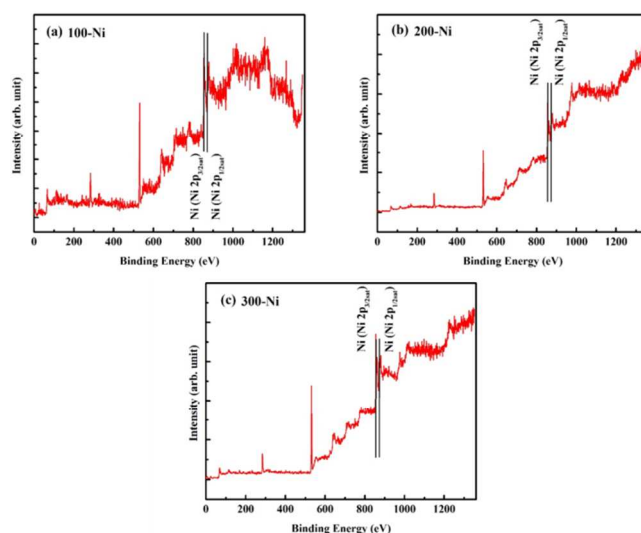 (a) 100-Ni
Intensity (arb. unit)
Ni (Ni 2p3/2sat)
Ni (Ni 2p1/2sat)
0 200 400 600 800 1000 1200
Binding Energy (eV)
(b) 200-Ni
Intensity (arb. unit)
Ni (Ni 2p3/2sat)
Ni (Ni 2p1/2sat)
0 200 400 600 800 1000 1200
Binding Energy (eV)
(c) 300-Ni
Intensity (arb. unit)
Ni (Ni 2p3/2sat)
Ni (Ni 2p1/2sat)
0 200 400 600 800 1000 1200
Binding Energy (eV)